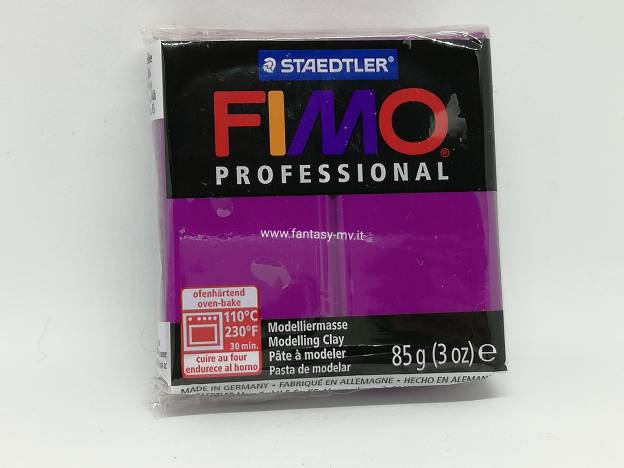 STAEDTLER®
FIMO®
PROFESSIONAL
www.fantasy-mv.it
ofenhärtend
oven-bake
110°C
230°F
30 min.
cuire au four
endurece al horno
Modelliermasse
Modelling Clay
Pâte à modeler
Pasta de modelar
85 g (3 oz) e
MADE IN GERMANY - FABRIQUÉ EN ALLEMAGNE - HECHO EN ALEMAN